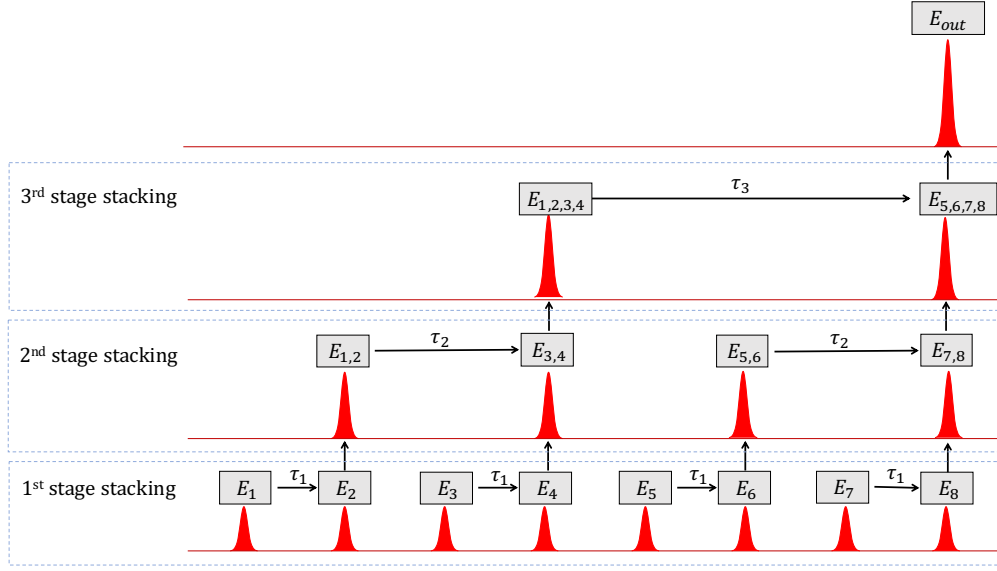 E_out
3rd stage stacking
E_1,2,3,4
τ_3
E_5,6,7,8
2nd stage stacking
E_1,2
τ_2
E_3,4
E_5,6
τ_2
E_7,8
1st stage stacking
E_1
τ_1
E_2
E_3
τ_1
E_4
E_5
τ_1
E_6
E_7
τ_1
E_8